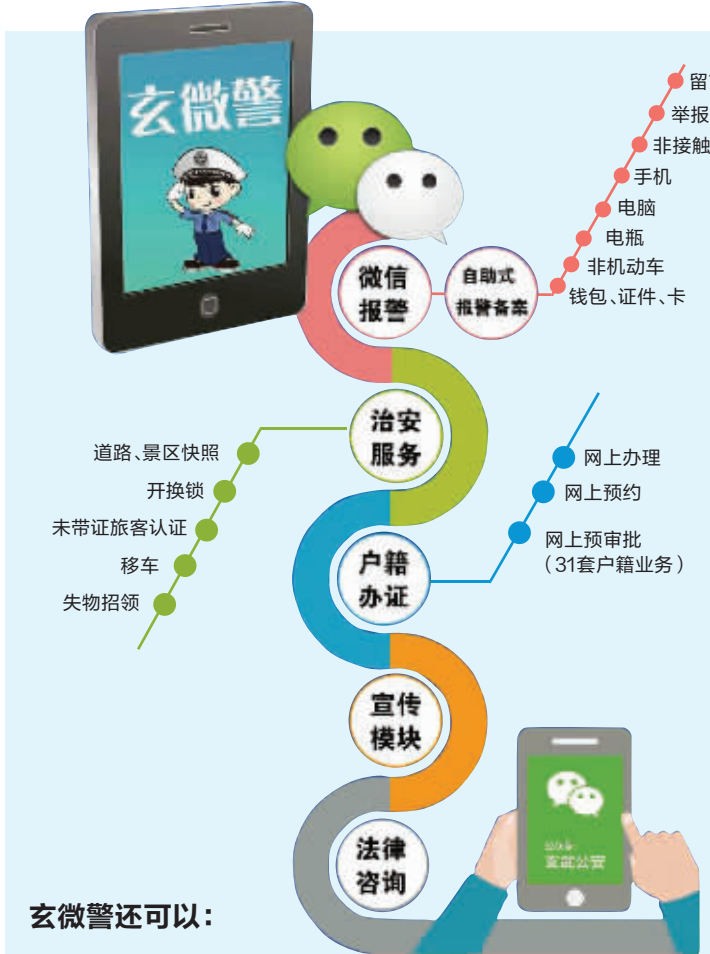 玄微警
留
举报
非接触
手机
电脑
电瓶
非机动车
钱包、证件、卡
微信
报警
自助式
报警备案
治安
服务
道路、景区快照
开换锁
未带证旅客认证
移车
失物招领
户籍
办证
网上办理
网上预约
网上预审批
(31套户籍业务)
宣传
模块
法律
咨询
玄武公安
玄微警还可以: